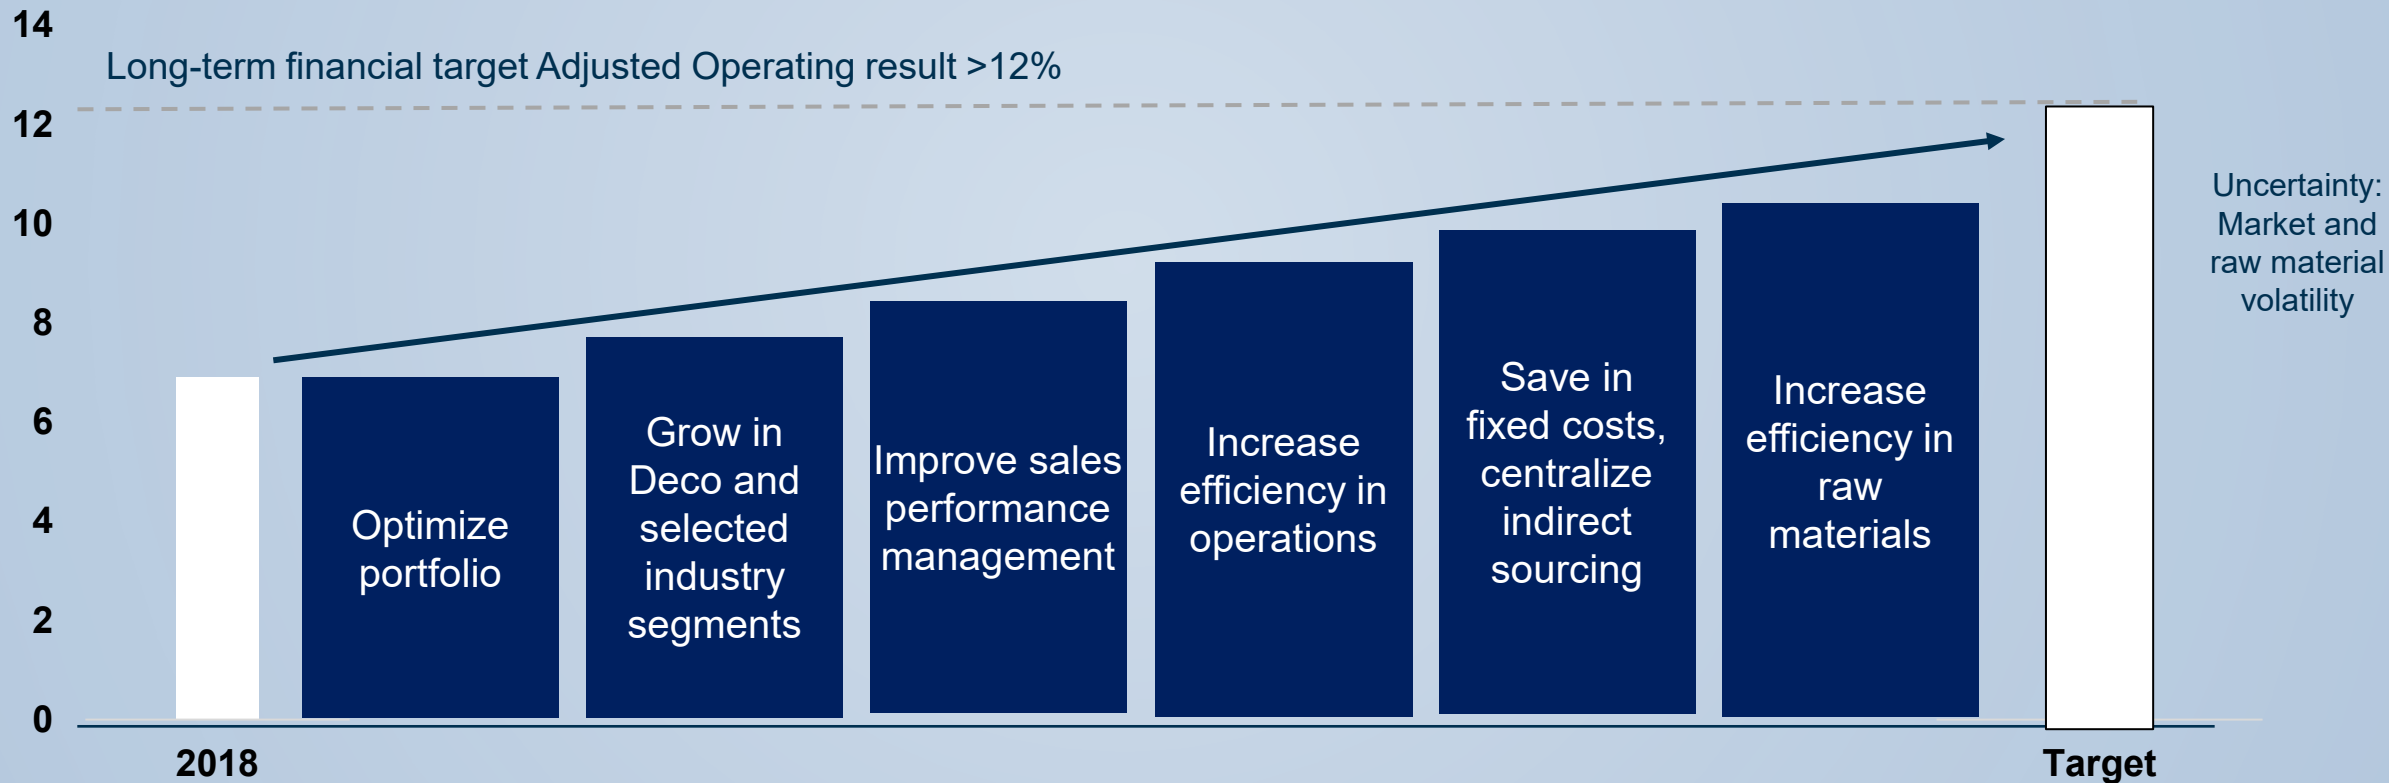 14
Long-term financial target Adjusted Operating result >12%
12
10
8
6
4
2
0
Optimize
portfolio
Grow in
Deco and
selected
industry
segments
Improve sales
performance
management
Increase
efficiency in
operations
Save in
fixed costs,
centralize
indirect
sourcing
Increase
efficiency in
raw
materials
Uncertainty:
Market and
raw material
volatility
2018
Target